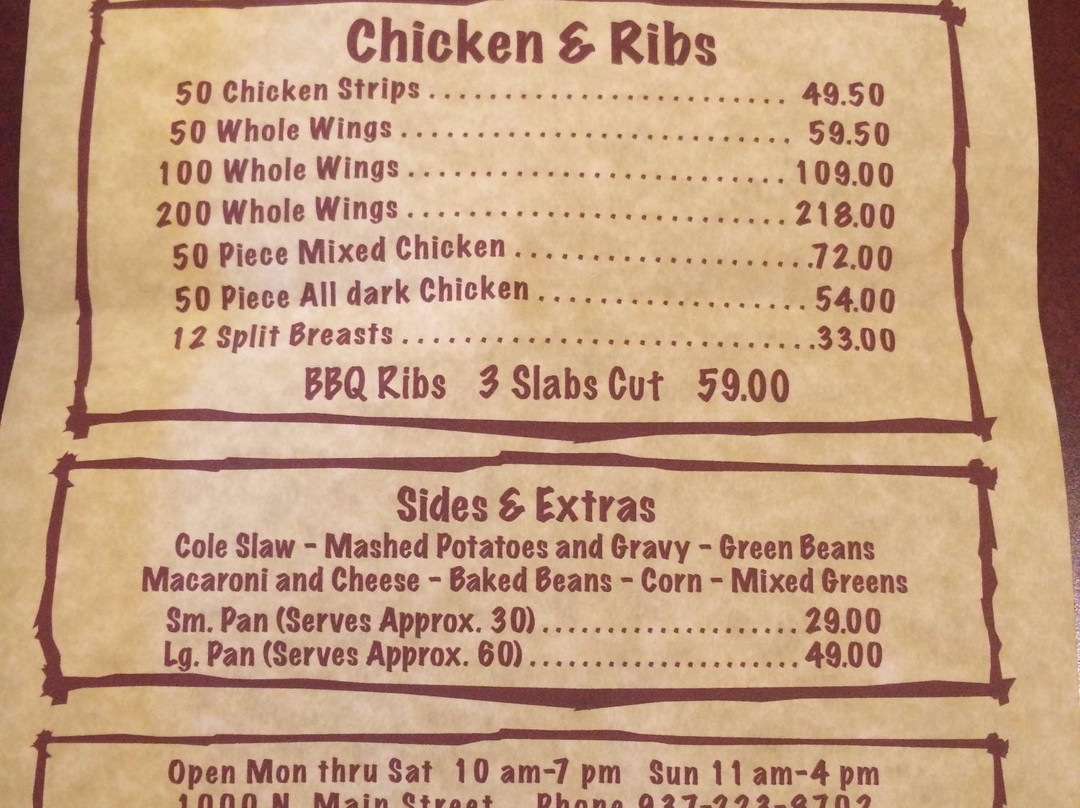 Chicken & Ribs
50 Chicken Strips ........................ 49.50
50 Whole Wings ........................... 59.50
100 Whole Wings .......................... 109.00
200 Whole Wings .......................... 218.00
50 Piece Mixed Chicken .................... 72.00
50 Piece All dark Chicken .................. 54.00
12 Split Breasts ............................ 33.00
BBQ Ribs 3 Slabs Cut 59.00
Sides & Extras
Cole Slaw - Mashed Potatoes and Gravy - Green Beans
Macaroni and Cheese - Baked Beans - Corn - Mixed Greens
Sm. Pan (Serves Approx. 30) .................... 29.00
Lg. Pan (Serves Approx. 60) ..................... 49.00
Open Mon thru Sat 10 am-7 pm Sun 11 am-4 pm
1000 N. Main Street Phone